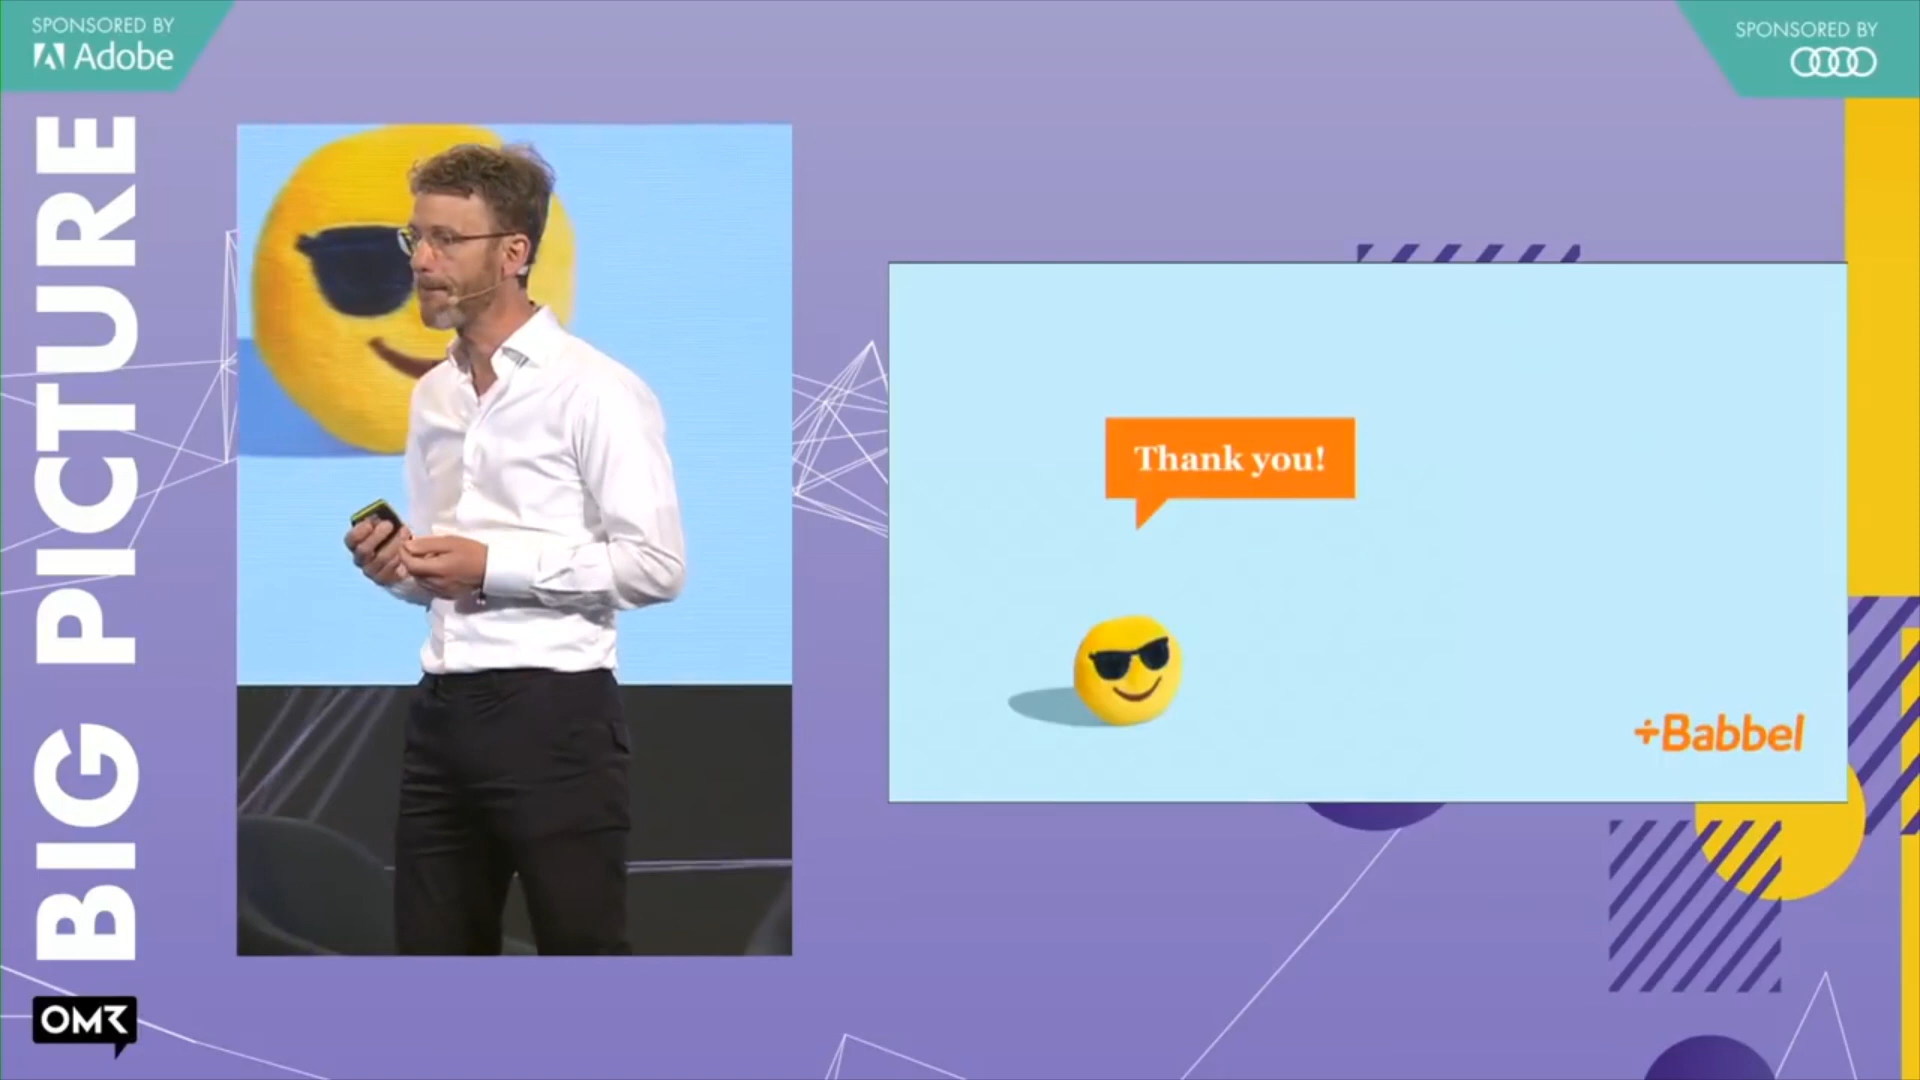 SPONSORED BY
Adobe
SPONSORED BY
BIG PICTURE
Thank you!
+Babbel
OMR